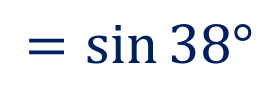 = sin 38°